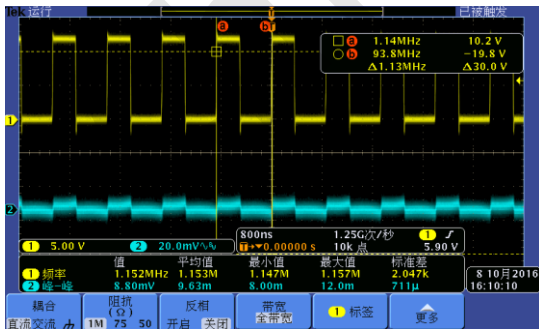 Tek 运行
已被触发
a b T
a 1.14MHz 10.2 V
b 93.8MHz −19.8 V
Δ1.13MHz Δ30.0 V
1
2
1 5.00 V
2 20.0mV
800ns
1.25G次/秒
1
T→▼0.00000 s
10k 点
5.90 V
值 平均值 最小值 最大值 标准差
1 频率 1.152MHz 1.153M 1.147M 1.157M 2.047k
2 峰-峰 8.80mV 9.63m 8.00m 12.0m 711μ
8 10月 2016
16:10:10
耦合
直流 交流
阻抗
(Ω)
1M 75 50
反相
开启 关闭
带宽
全带宽
1 标签
更多